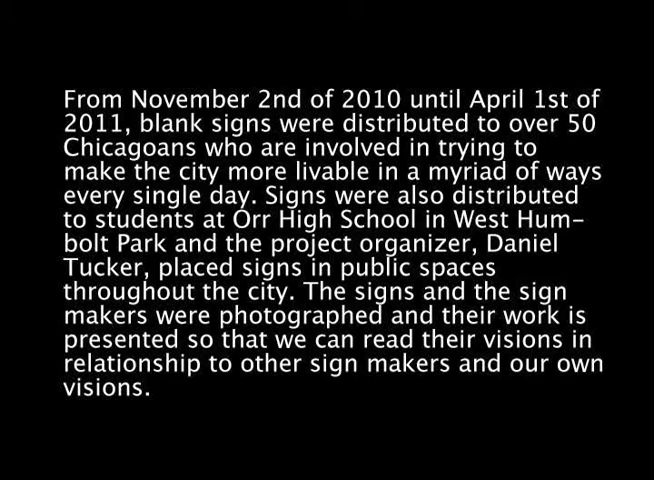 From November 2nd of 2010 until April 1st of
2011, blank signs were distributed to over 50
Chicagoans who are involved in trying to
make the city more livable in a myriad of ways
every single day. Signs were also distributed
to students at Orr High School in West Hum-
bolt Park and the project organizer, Daniel
Tucker, placed signs in public spaces
throughout the city. The signs and the sign
makers were photographed and their work is
presented so that we can read their visions in
relationship to other sign makers and our own
visions.